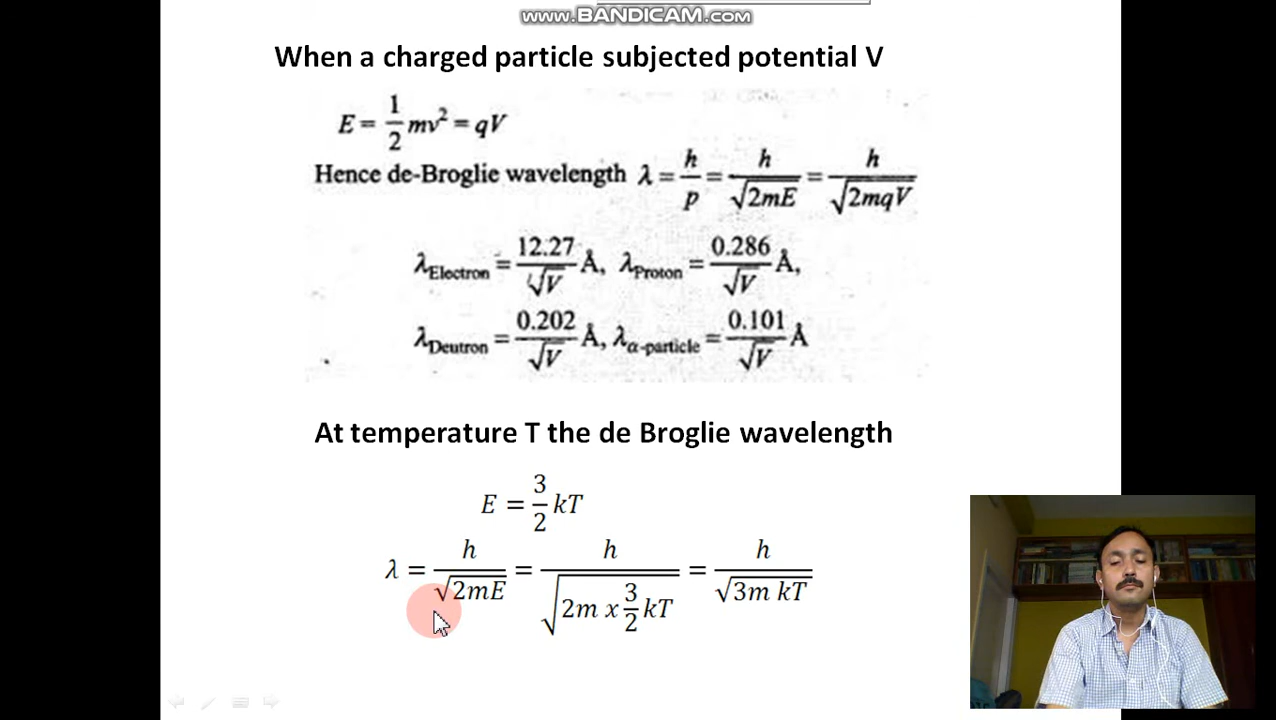 www.BANDICAM.com
When a charged particle subjected potential V
E = 1/2 mv² = qV
Hence de-Broglie wavelength λ = h/p = h/√2mE = h/√2mqV
λElectron = 12.27/√V Å, λProton = 0.286/√V Å,
λDeutron = 0.202/√V Å, λα-particle = 0.101/√V Å
At temperature T the de Broglie wavelength
E = 3/2 kT
λ = h/√2mE = h/√2m x 3/2 kT = h/√3m kT